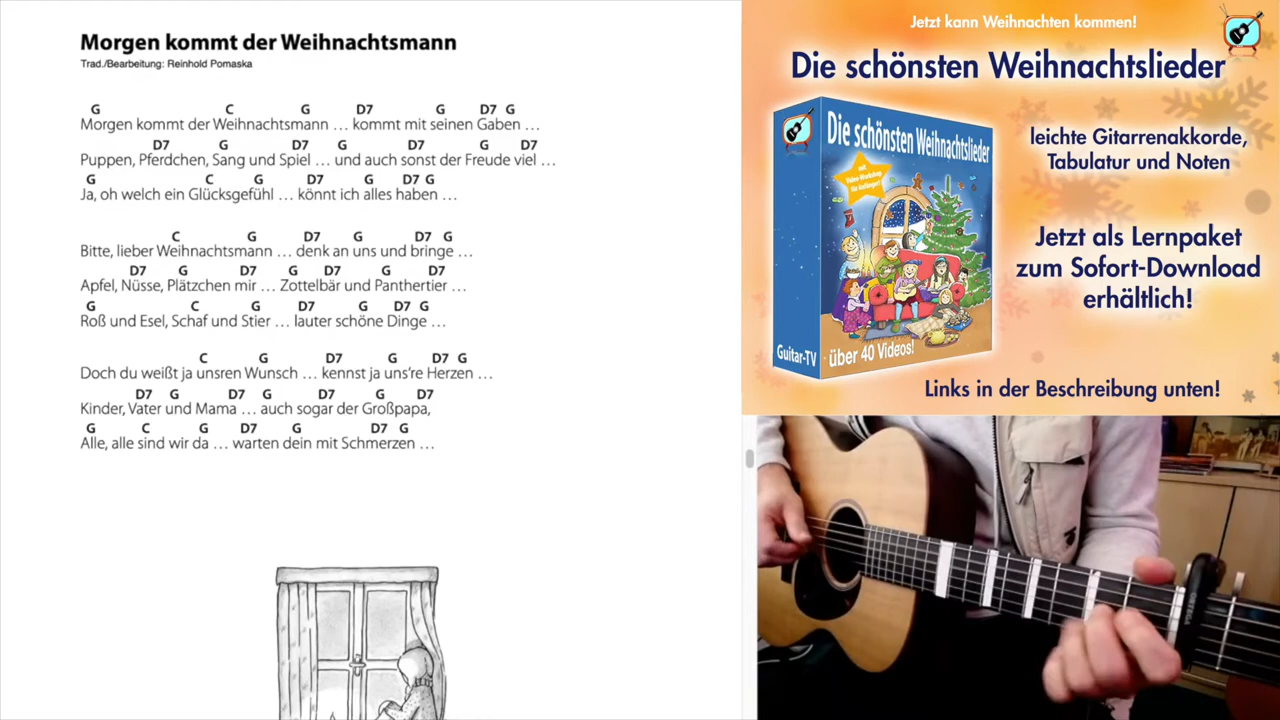 Morgen kommt der Weihnachtsmann
Trad./Bearbeitung: Reinhold Pomaska
G C G D7 G D7 G
Morgen kommt der Weihnachtsmann … kommt mit seinen Gaben …
D7 G D7 G D7 G D7
Puppen, Pferdchen, Sang und Spiel … und auch sonst der Freude viel …
G C G D7 G D7 G
Ja, oh welch ein Glücksgefühl … könnt ich alles haben …
C G D7 G D7 G
Bitte, lieber Weihnachtsmann … denk an uns und bringe …
D7 G D7 G D7 G D7
Apfel, Nüsse, Plätzchen mir … Zottelbär und Panthertier …
G C G D7 G D7 G
Roß und Esel, Schaf und Stier … lauter schöne Dinge …
C G D7 G D7 G
Doch du weißt ja unsren Wunsch … kennst ja uns’re Herzen …
D7 G D7 G D7 G D7
Kinder, Vater und Mama … auch sogar der Großpapa,
G C G D7 G D7 G
Alle, alle sind wir da … warten dein mit Schmerzen …
Jetzt kann Weihnachten kommen!
Die schönsten Weihnachtslieder
Die schönsten Weihnachtslieder
mit Video-Workshop
für Anfänger!
Guitar-TV
über 40 Videos!
leichte Gitarrenakkorde,
Tabulatur und Noten
Jetzt als Lernpaket
zum Sofort-Download
erhältlich!
Links in der Beschreibung unten!
ORTEGA